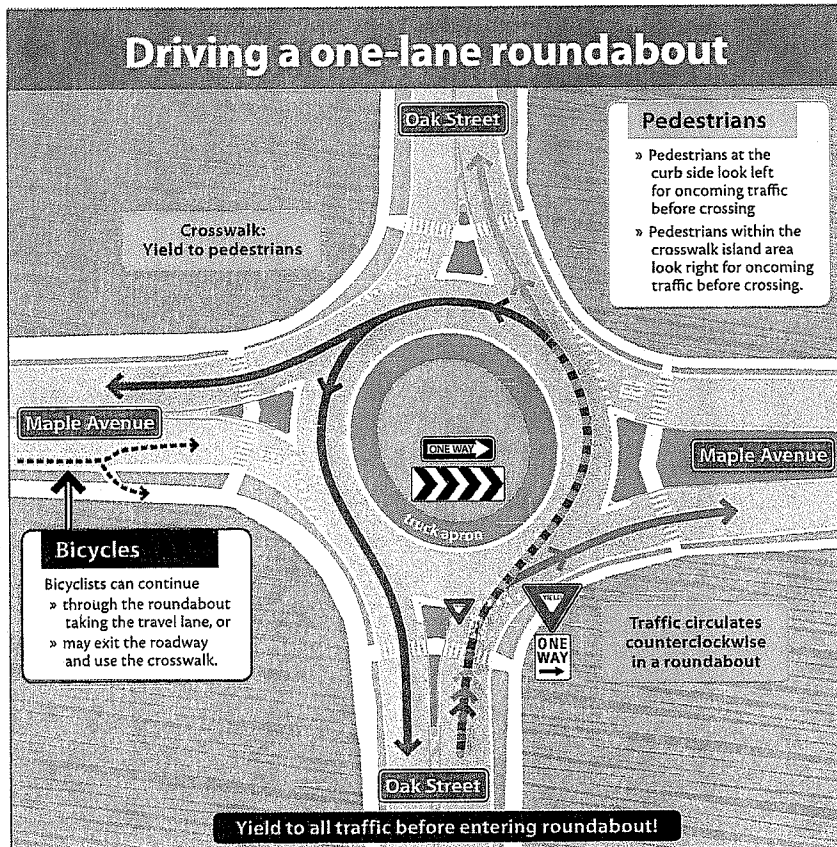 Driving a one-lane roundabout
Oak Street
Pedestrians
» Pedestrians at the
curb side look left
for oncoming traffic
before crossing
» Pedestrians within the
crosswalk island area
look right for oncoming
traffic before crossing.
Crosswalk:
Yield to pedestrians
Maple Avenue
ONE WAY
truck apron
Maple Avenue
Bicycles
Bicyclists can continue
» through the roundabout
taking the travel lane, or
» may exit the roadway
and use the crosswalk.
YIELD
ONE
WAY
Traffic circulates
counterclockwise
in a roundabout
Oak Street
Yield to all traffic before entering roundabout!